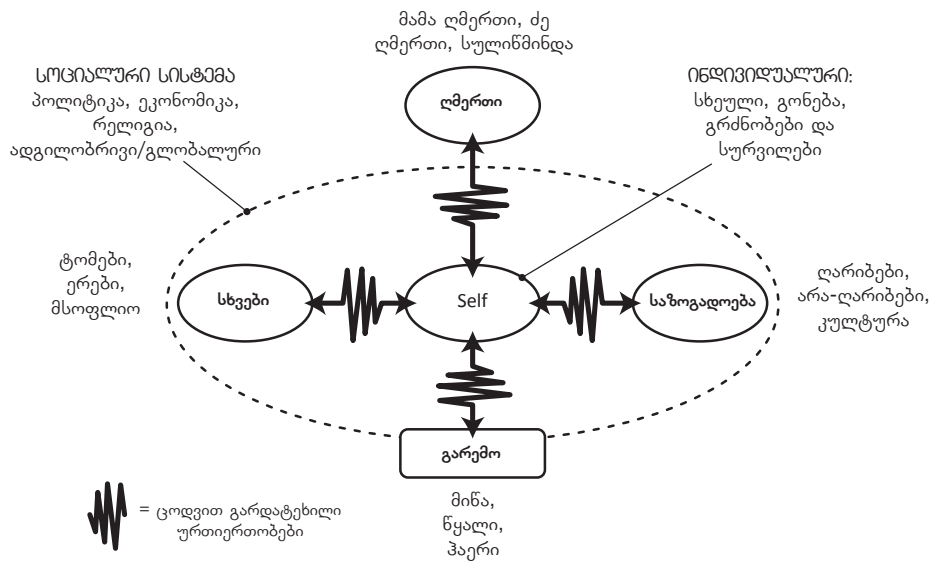 მამა ღმერთი, ძე
ღმერთი, სულიწმინდა
სოციალური სისტემა
პოლიტიკა, ეკონომიკა,
რელიგია,
ადგილობრივი/გლობალური
ღმერთი
ინდივიდუალური:
სხეული, გონება,
გრძნობები და
სურვილები
ტომები,
ერები,
მსოფლიო
სხვები
Self
საზოგადოება
ღარიბები,
არა-ღარიბები,
კულტურა
გარემო
მიწა,
წყალი,
ჰაერი
= ცოდვით გარდატეხილი
ურთიერთობები